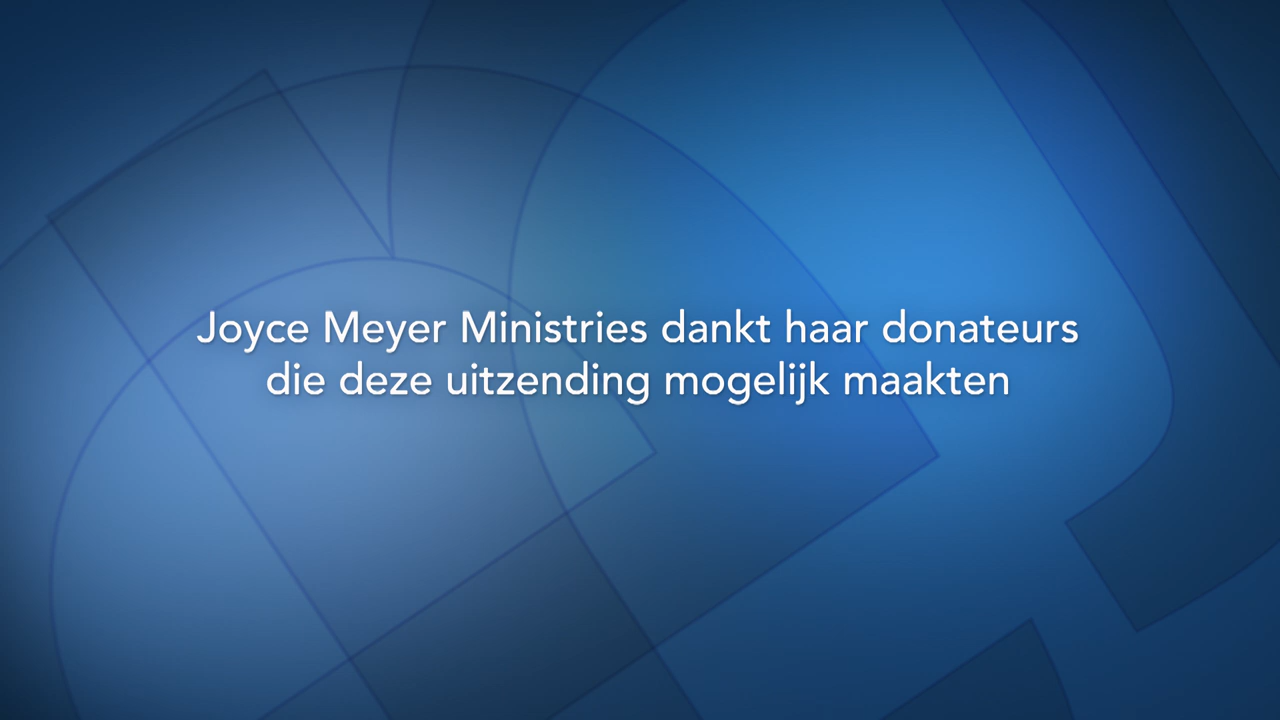 Joyce Meyer Ministries dankt haar donateurs
die deze uitzending mogelijk maakten